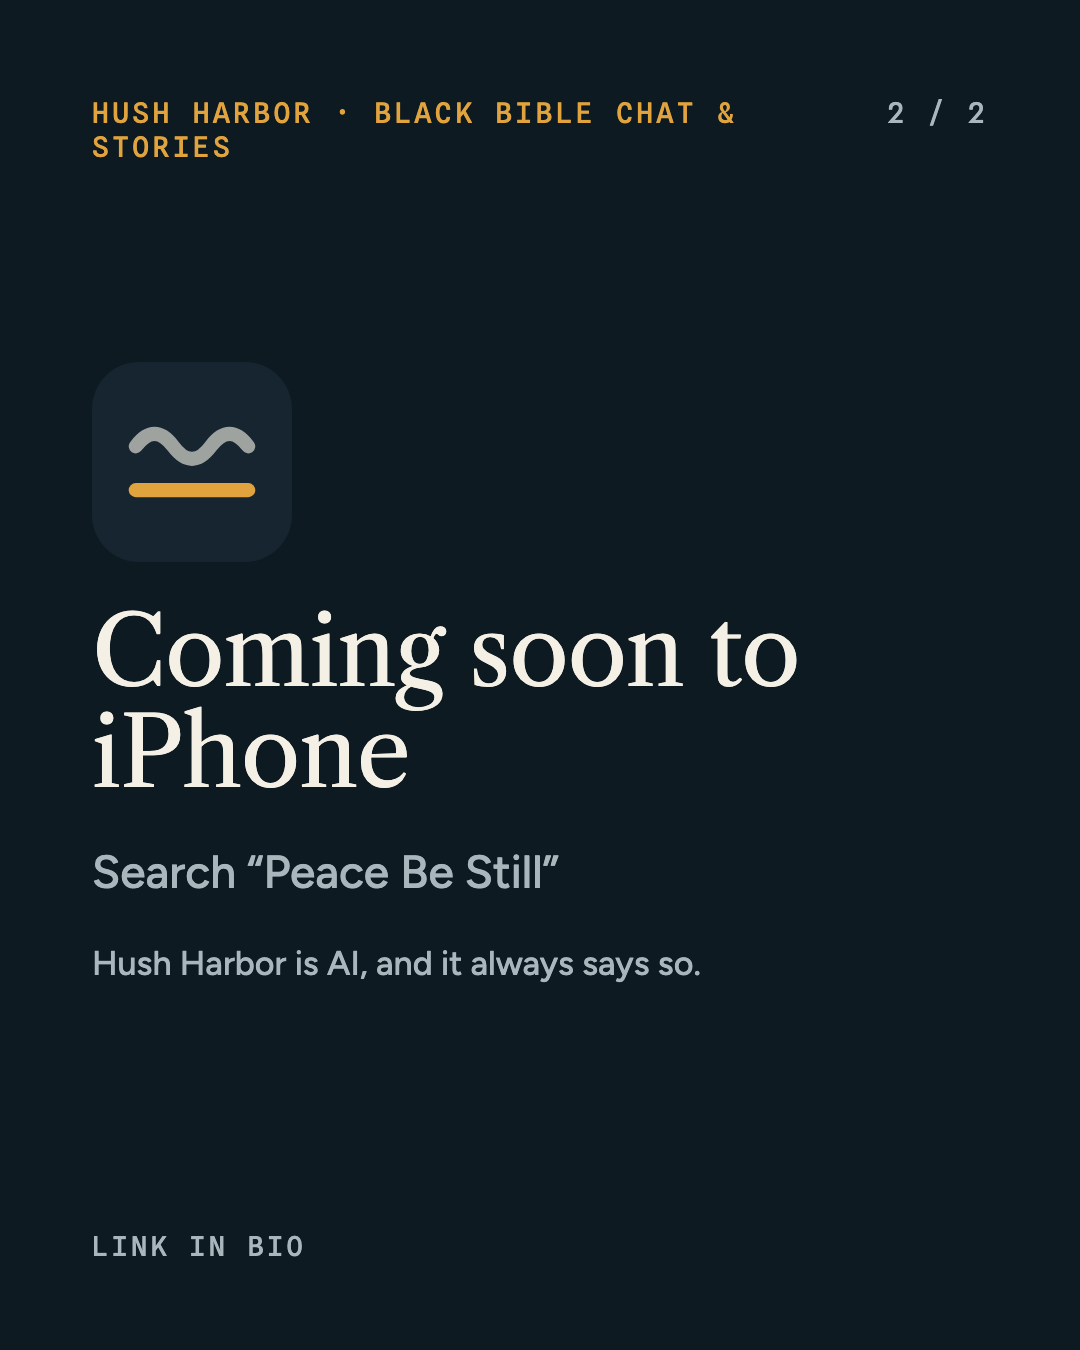 HUSH HARBOR · BLACK BIBLE CHAT &
STORIES
2 / 2
Coming soon to
iPhone
Search “Peace Be Still”
Hush Harbor is AI, and it always says so.
LINK IN BIO